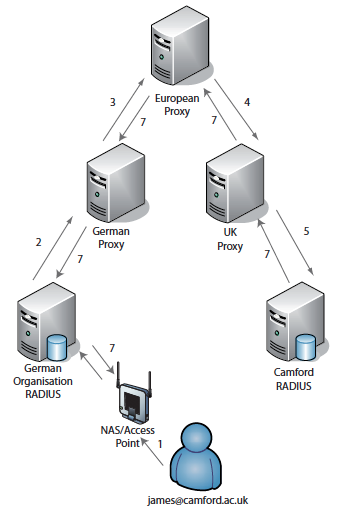 European
Proxy
3
4
7
7
German
Proxy
UK
Proxy
2
5
7
7
German
Organisation
RADIUS
7
Camford
RADIUS
NAS/Access
Point
1
james@camford.ac.uk